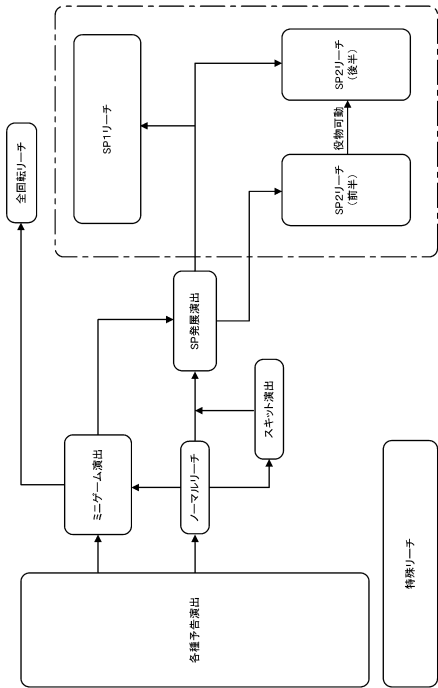 各種予告演出
特殊リーチ
ミニゲーム演出
ノーマルリーチ
スキット演出
SP発展演出
全回転リーチ
SP1リーチ
SP2リーチ
(前半)
役物可動
SP2リーチ
(後半)